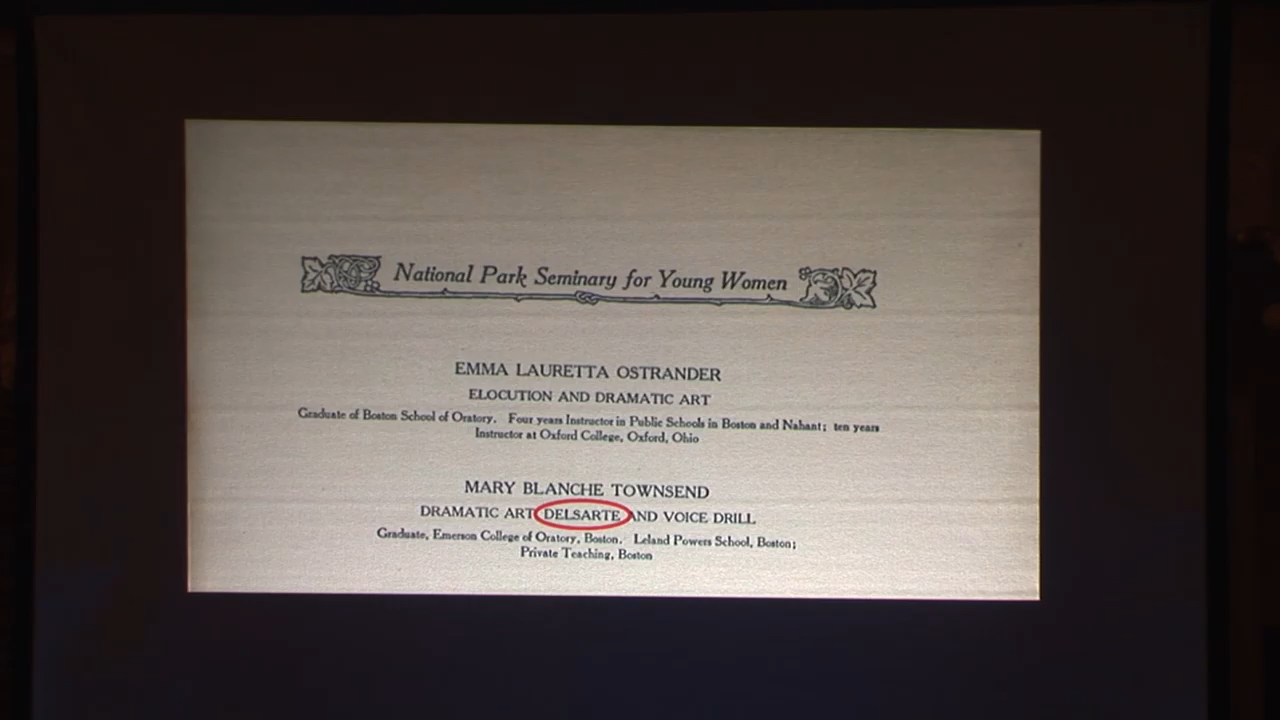 National Park Seminary for Young Women
EMMA LAURETTA OSTRANDER
ELOCUTION AND DRAMATIC ART
Graduate of Boston School of Oratory. Four years Instructor in Public Schools in Boston and Nahant; ten years
Instructor at Oxford College, Oxford, Ohio
MARY BLANCHE TOWNSEND
DRAMATIC ART DELSARTE AND VOICE DRILL
Graduate, Emerson College of Oratory, Boston. Leland Powers School, Boston;
Private Teaching, Boston